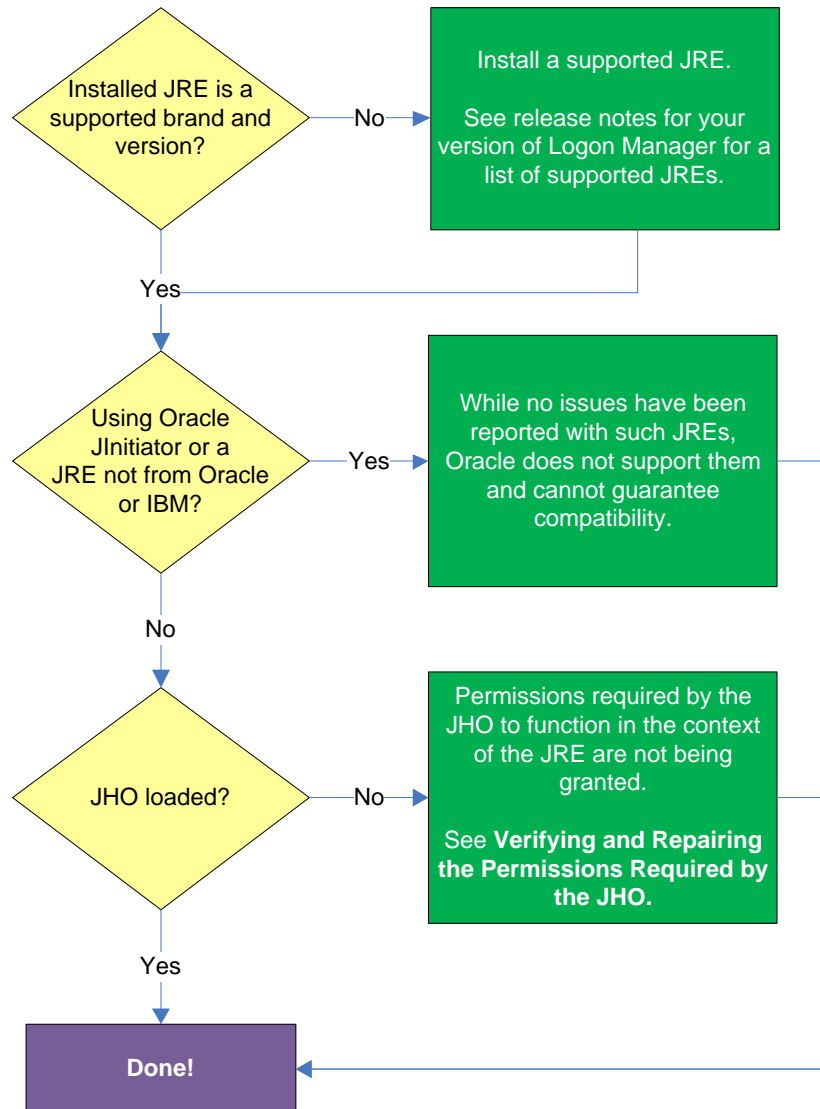 Installed JRE is a
supported brand and
version?
No
Install a supported JRE.
See release notes for your
version of Logon Manager for a
list of supported JREs.
Yes
Using Oracle
JInitiator or a
JRE not from Oracle
or IBM?
Yes
While no issues have been
reported with such JREs,
Oracle does not support them
and cannot guarantee
compatibility.
No
JHO loaded?
No
Permissions required by the
JHO to function in the context
of the JRE are not being
granted.
See Verifying and Repairing
the Permissions Required by
the JHO.
Yes
Done!